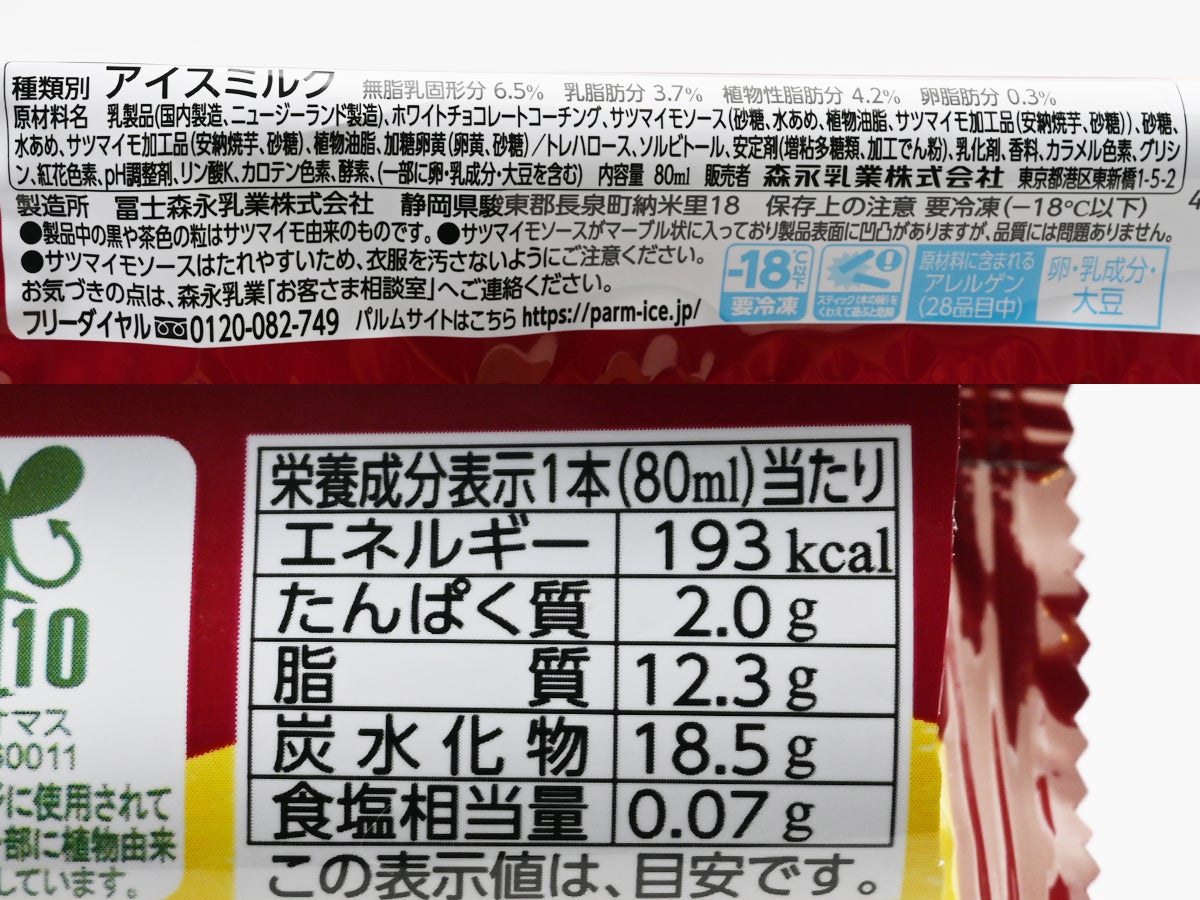 種類別 アイスミルク 無脂乳固形分 6.5% 乳脂肪分 3.7% 植物性脂肪分 4.2% 卵脂肪分 0.3%
原材料名 乳製品(国内製造、ニュージーランド製造)、ホワイトチョコレートコーチング、サツマイモソース(砂糖、水あめ、植物油脂、サツマイモ加工品(安納焼芋、砂糖))、砂糖、
水あめ、サツマイモ加工品(安納焼芋、砂糖)、植物油脂、加糖卵黄(卵黄、砂糖)/トレハロース、ソルビトール、安定剤(増粘多糖類、加工でん粉)、乳化剤、香料、カラメル色素、グリシ
ン、紅花色素、pH調整剤、リン酸K、カロテン色素、酵素、(一部に卵・乳成分・大豆を含む) 内容量 80ml 販売者 森永乳業株式会社 東京都港区東新橋1-5-2
製造所 冨士森永乳業株式会社 静岡県駿東郡長泉町納米里18 保存上の注意 要冷凍(−18℃以下)
●製品中の黒や茶色の粒はサツマイモ由来のものです。●サツマイモソースがマーブル状に入っており製品表面に凹凸がありますが、品質には問題ありません。
●サツマイモソースはたれやすいため、衣服を汚さないようにご注意ください。
お気づきの点は、森永乳業「お客さま相談室」へご連絡ください。
フリーダイヤル 0120-082-749 パルムサイトはこちら https://parm-ice.jp/
-18℃以下
要冷凍
スティック(木の棒)を
くわえて遊ぶと危険
原材料に含まれる
アレルゲン
(28品目中)
卵・乳成分・
大豆
栄養成分表示1本(80ml)当たり
エネルギー 193 kcal
たんぱく質 2.0 g
脂質 12.3 g
炭水化物 18.5 g
食塩相当量 0.07 g
この表示値は、目安です。
10
マス
0011
に使用されて
部に植物由来
しています。